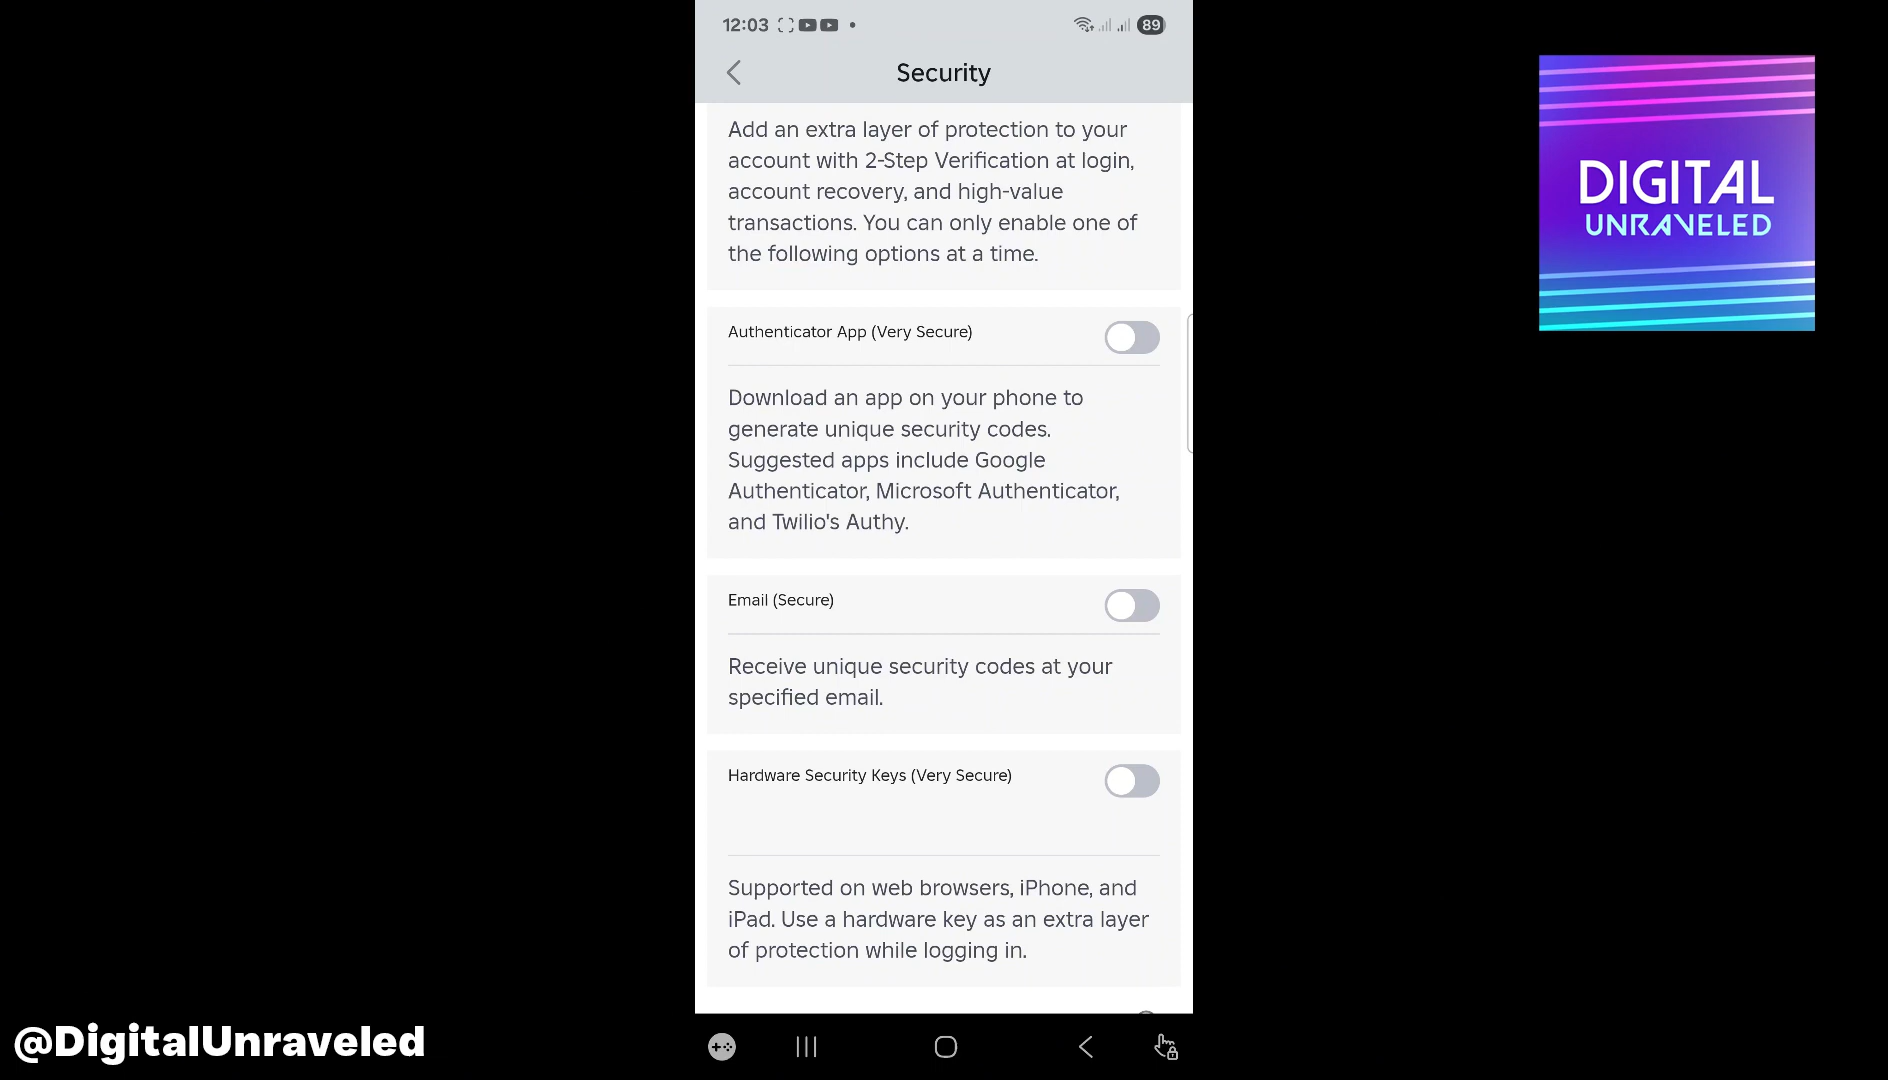 12:03
89
Security
Add an extra layer of protection to your
account with 2-Step Verification at login,
account recovery, and high-value
transactions. You can only enable one of
the following options at a time.
Authenticator App (Very Secure)
Download an app on your phone to
generate unique security codes.
Suggested apps include Google
Authenticator, Microsoft Authenticator,
and Twilio's Authy.
Email (Secure)
Receive unique security codes at your
specified email.
Hardware Security Keys (Very Secure)
Supported on web browsers, iPhone, and
iPad. Use a hardware key as an extra layer
of protection while logging in.
DIGITAL
UNRAVELED
@DigitalUnraveled